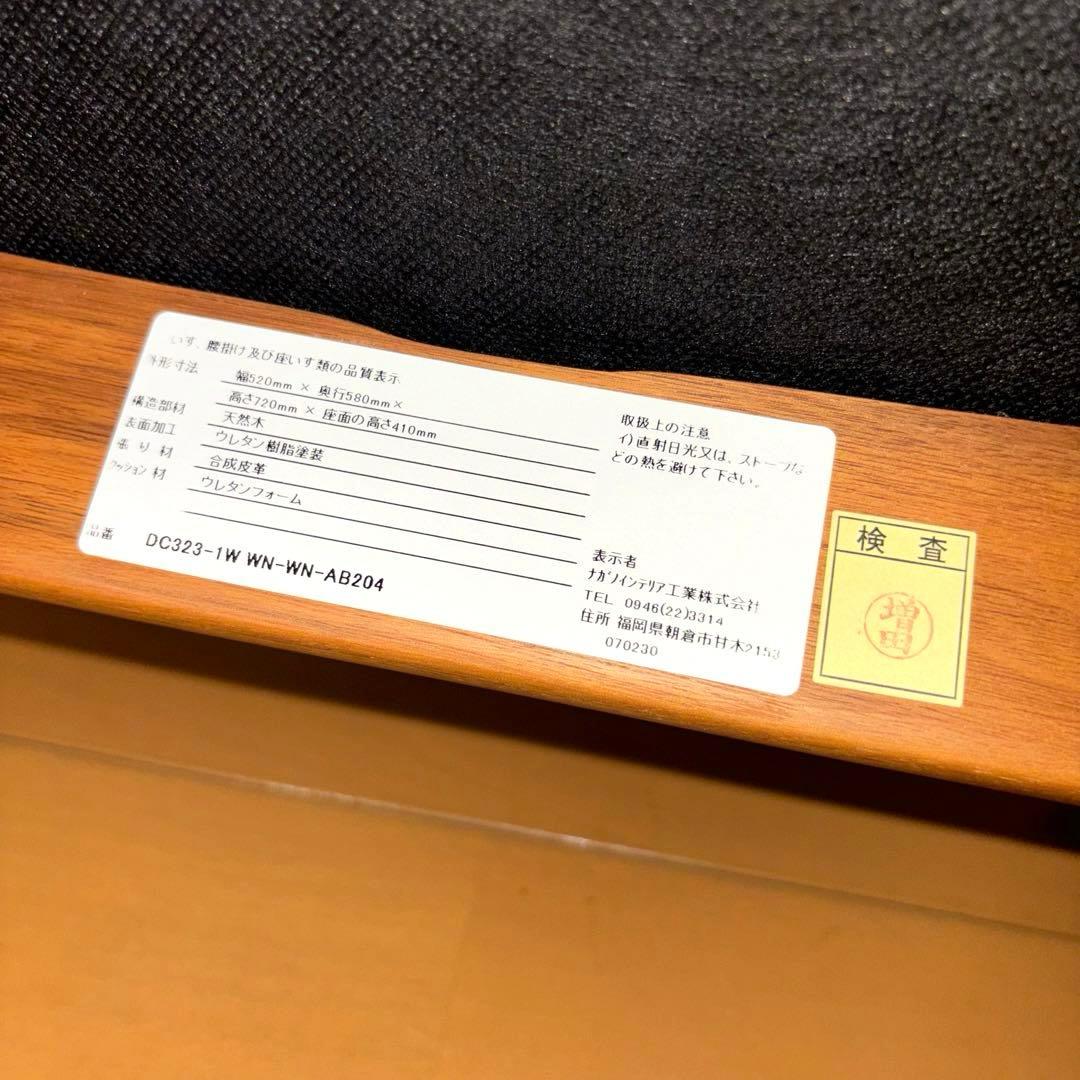 いす、腰掛け及び座いす類の品質表示
外形寸法 幅520mm × 奥行580mm×
高さ720mm × 座面の高さ410mm
構造部材 天然木
表面加工 ウレタン樹脂塗装
張り材 合成皮革
クッション材 ウレタンフォーム
品番 DC323-1W WN-WN-AB204
取扱上の注意
イ)直射日光又は、ストーブな
どの熱を避けて下さい。
表示者
ナガノインテリア工業株式会社
TEL 0946(22)3314
住所 福岡県朝倉市甘木2153
070230
検 査
増田